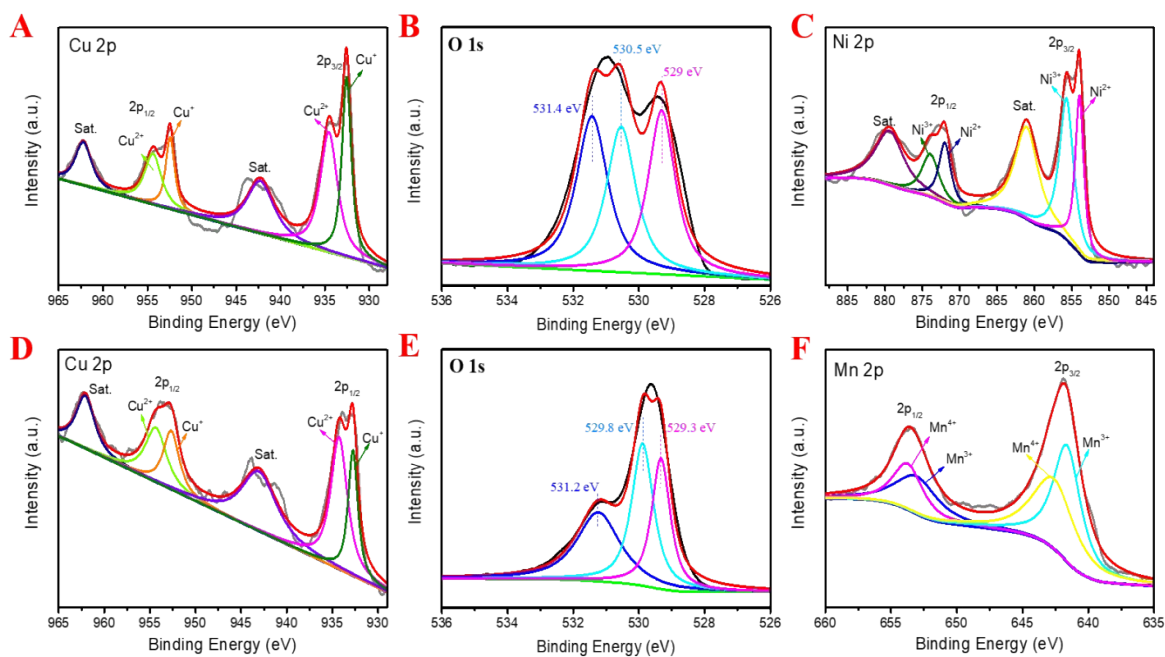 A
Cu 2p
2p₃/₂
Cu⁺
Cu²⁺
2p₁/₂
Cu⁺
Sat.
Cu²⁺
Sat.
Intensity (a.u.)
965 960 955 950 945 940 935 930
Binding Energy (eV)
B
O 1s
530.5 eV
529 eV
531.4 eV
Intensity (a.u.)
536 534 532 530 528 526
Binding Energy (eV)
C
Ni 2p
2p₃/₂
Ni³⁺
Ni²⁺
2p₁/₂
Sat.
Sat.
Ni³⁺
Ni²⁺
Intensity (a.u.)
885 880 875 870 865 860 855 850 845
Binding Energy (eV)
D
Cu 2p
2p₁/₂
2p₁/₂
Sat.
Cu²⁺
Cu⁺
Cu²⁺
Cu⁺
Sat.
Intensity (a.u.)
965 960 955 950 945 940 935 930
Binding Energy (eV)
E
O 1s
529.8 eV
529.3 eV
531.2 eV
Intensity (a.u.)
536 534 532 530 528 526
Binding Energy (eV)
F
Mn 2p
2p₃/₂
2p₁/₂
Mn⁴⁺
Mn³⁺
Mn⁴⁺
Mn³⁺
Intensity (a.u.)
660 655 650 645 640 635
Binding Energy (eV)